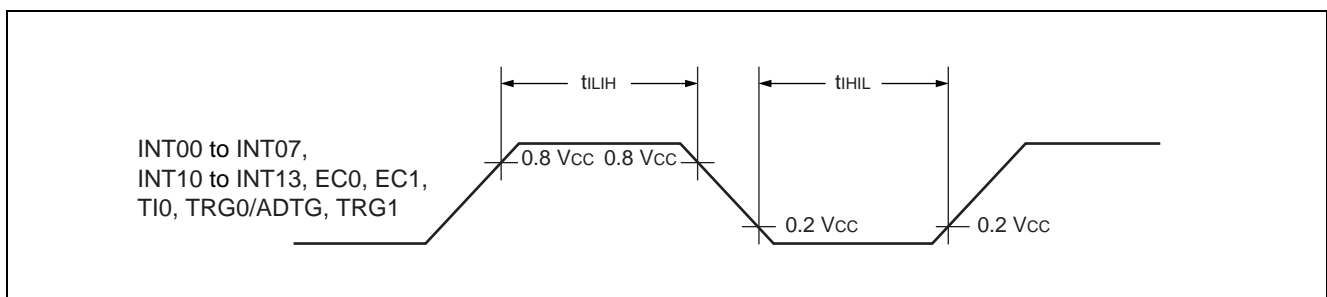 tILIH
tIHIL
INT00 to INT07,
INT10 to INT13, EC0, EC1,
TI0, TRG0/ADTG, TRG1
0.8 VCC 0.8 VCC
0.2 VCC
0.2 VCC